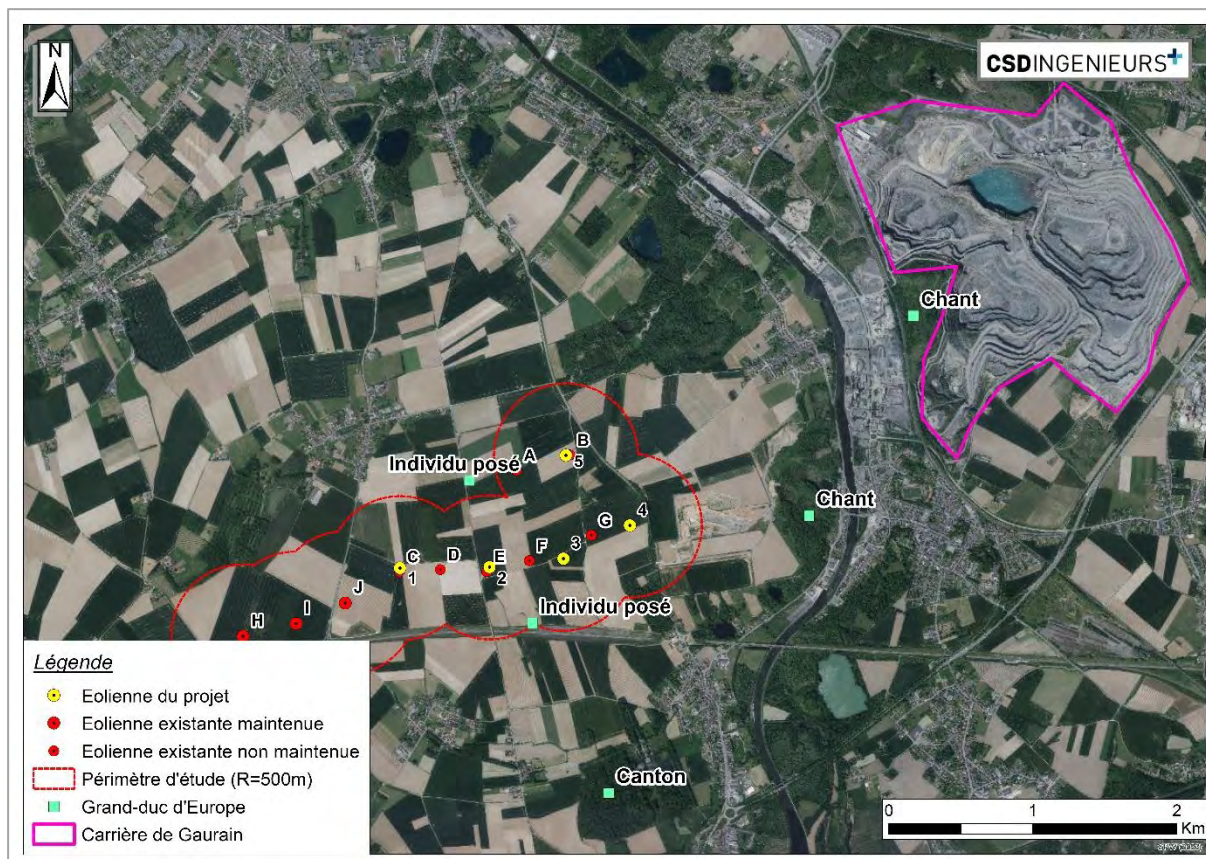 N
CSDINGENIEURS+
Chant
Individu posé
A
B
5
Chant
4
G
3
F
E
2
D
C
1
J
I
H
Individu posé
Canton
Légende
Eolienne du projet
Eolienne existante maintenue
Eolienne existante non maintenue
Périmètre d'étude (R=500m)
Grand-duc d'Europe
Carrière de Gaurain
0 1 2
Km